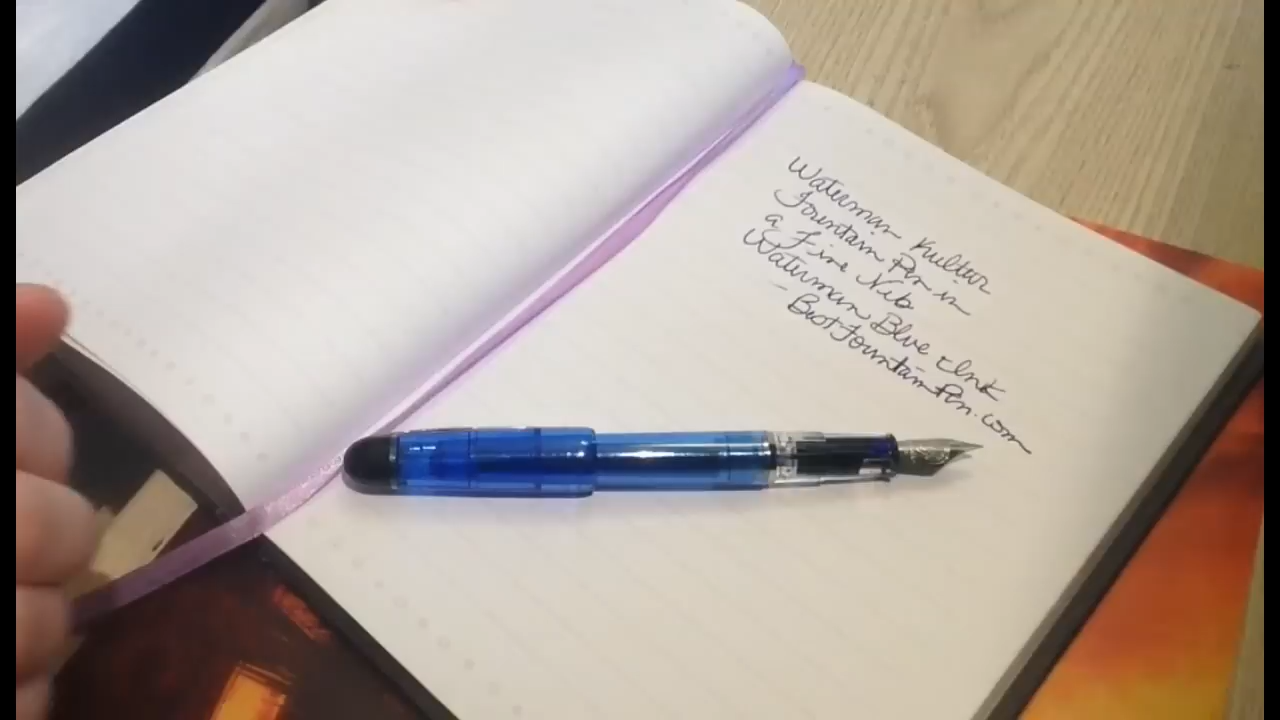 Waterman Kultur
Fountain Pen in
a Fine Nib
Waterman Blue Ink
- BestFountainPen.com